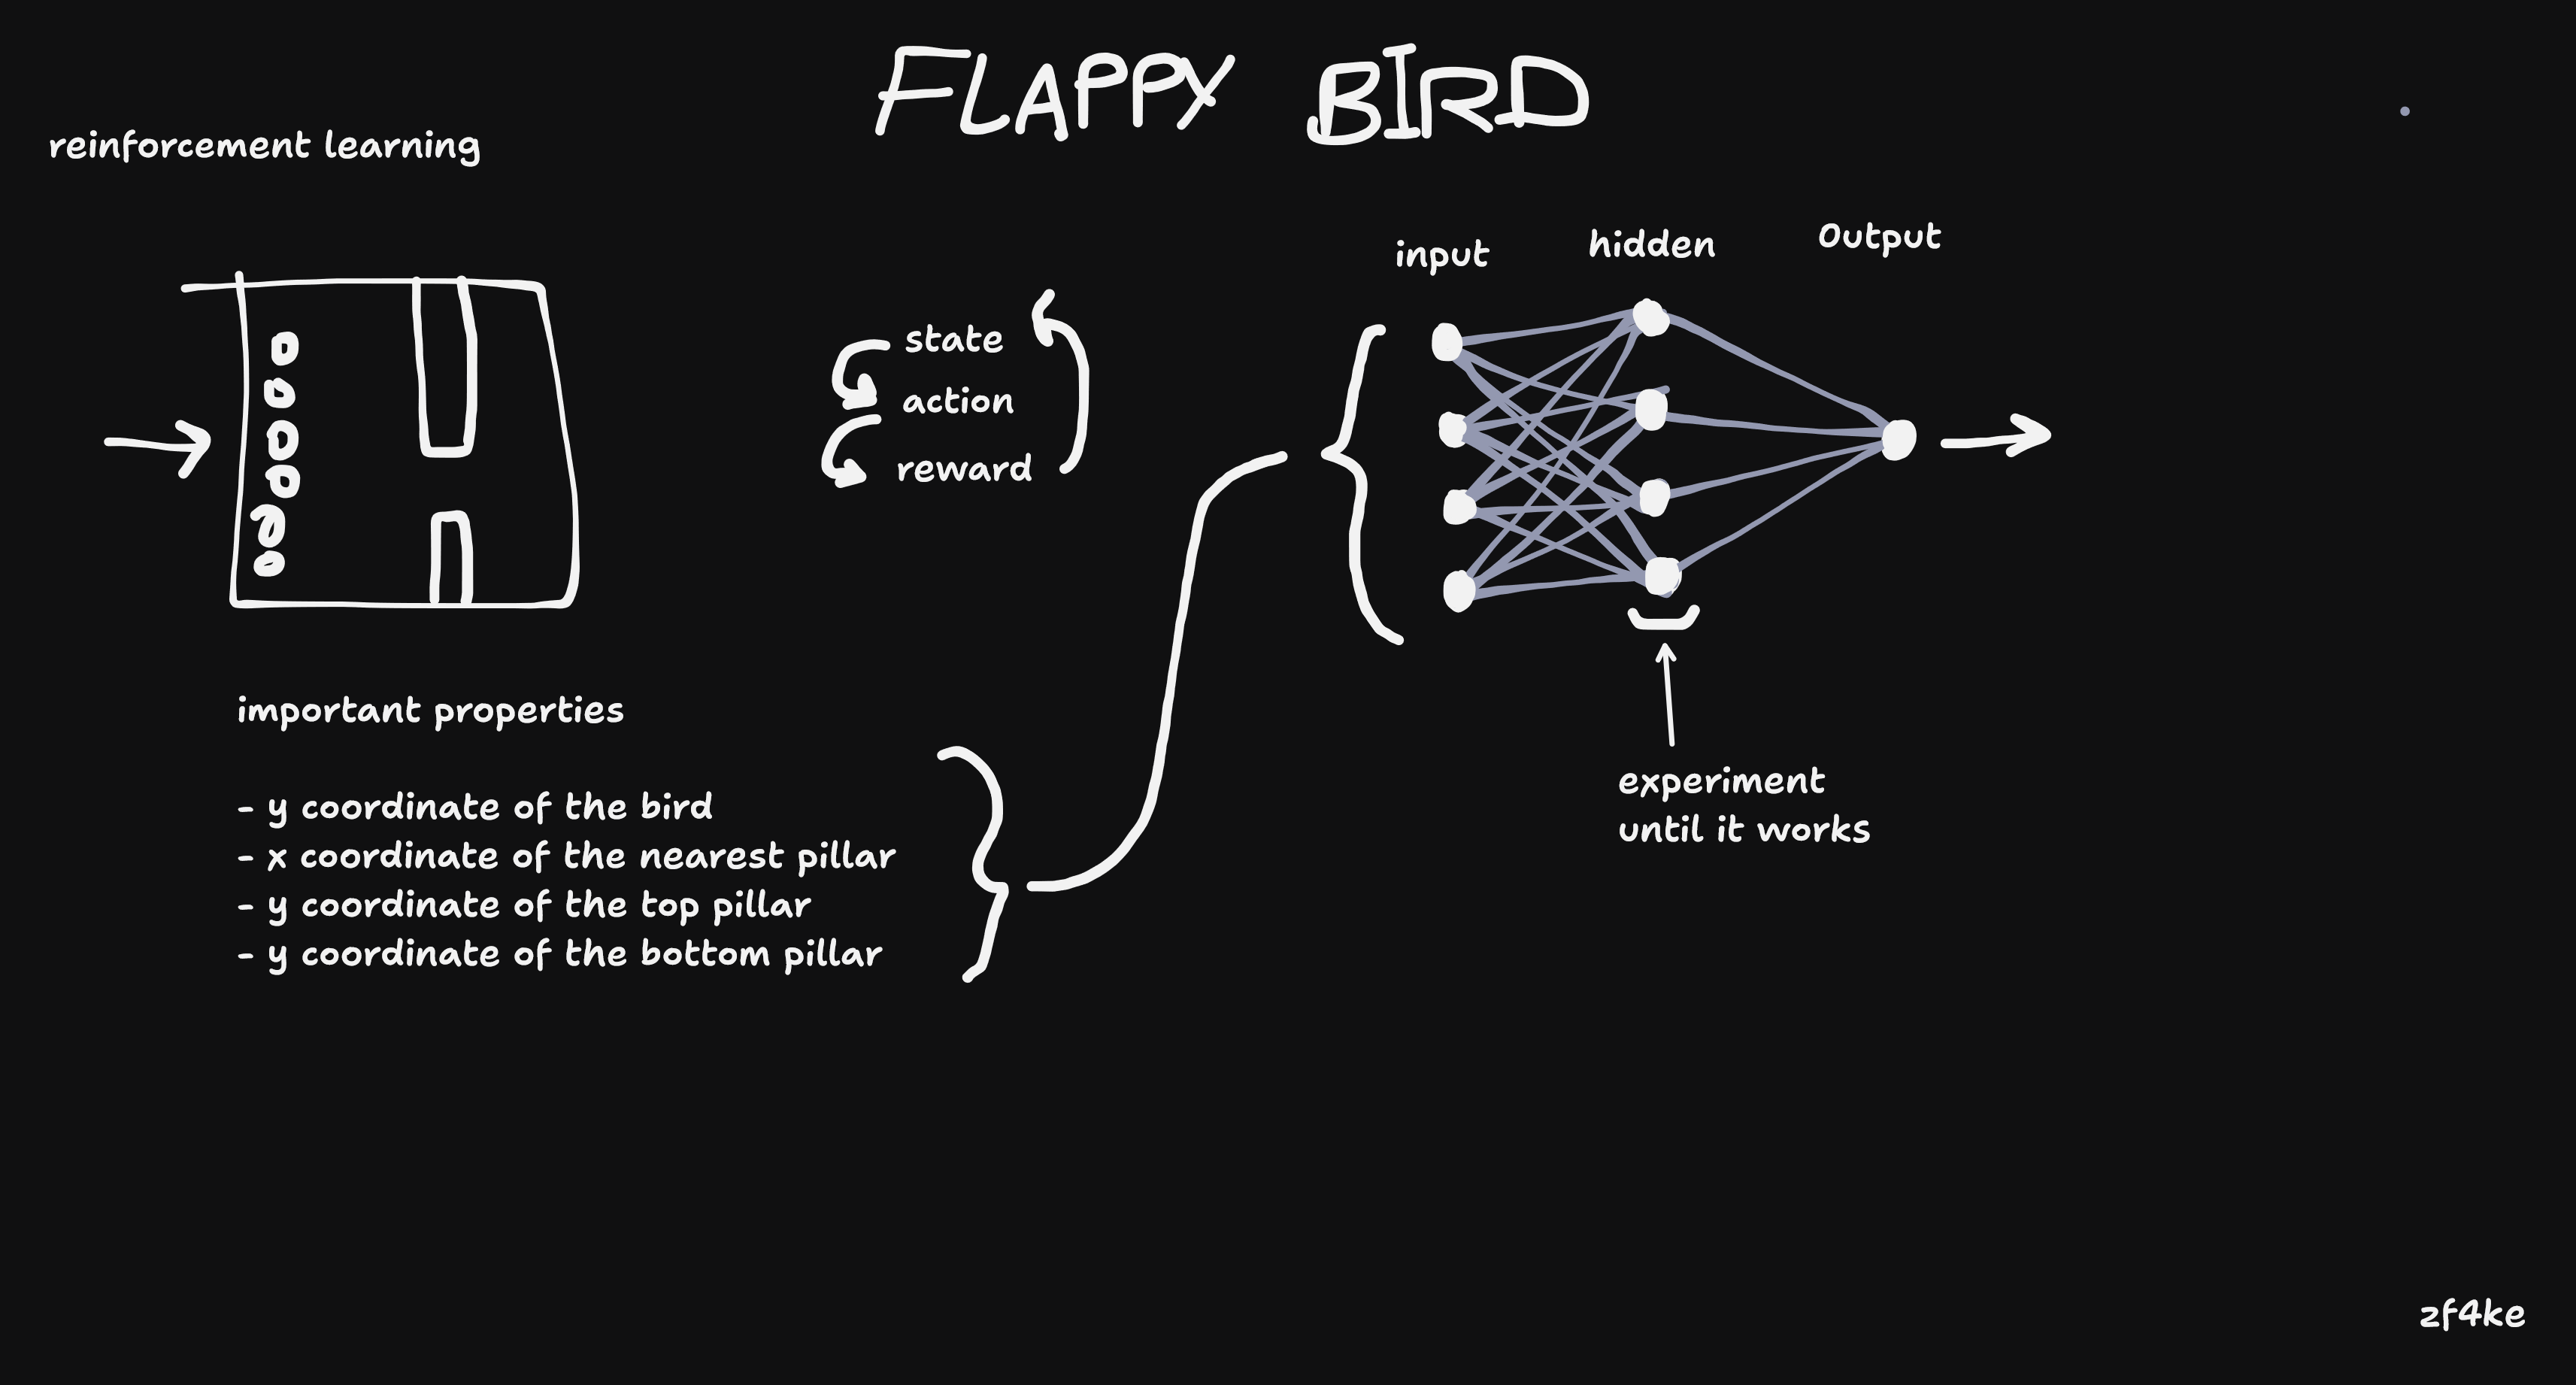 FLAPPY BIRD
reinforcement learning
input
hidden
Output
state
action
reward
important properties
- y coordinate of the bird
- x coordinate of the nearest pillar
- y coordinate of the top pillar
- y coordinate of the bottom pillar
experiment
until it works
zf4ke